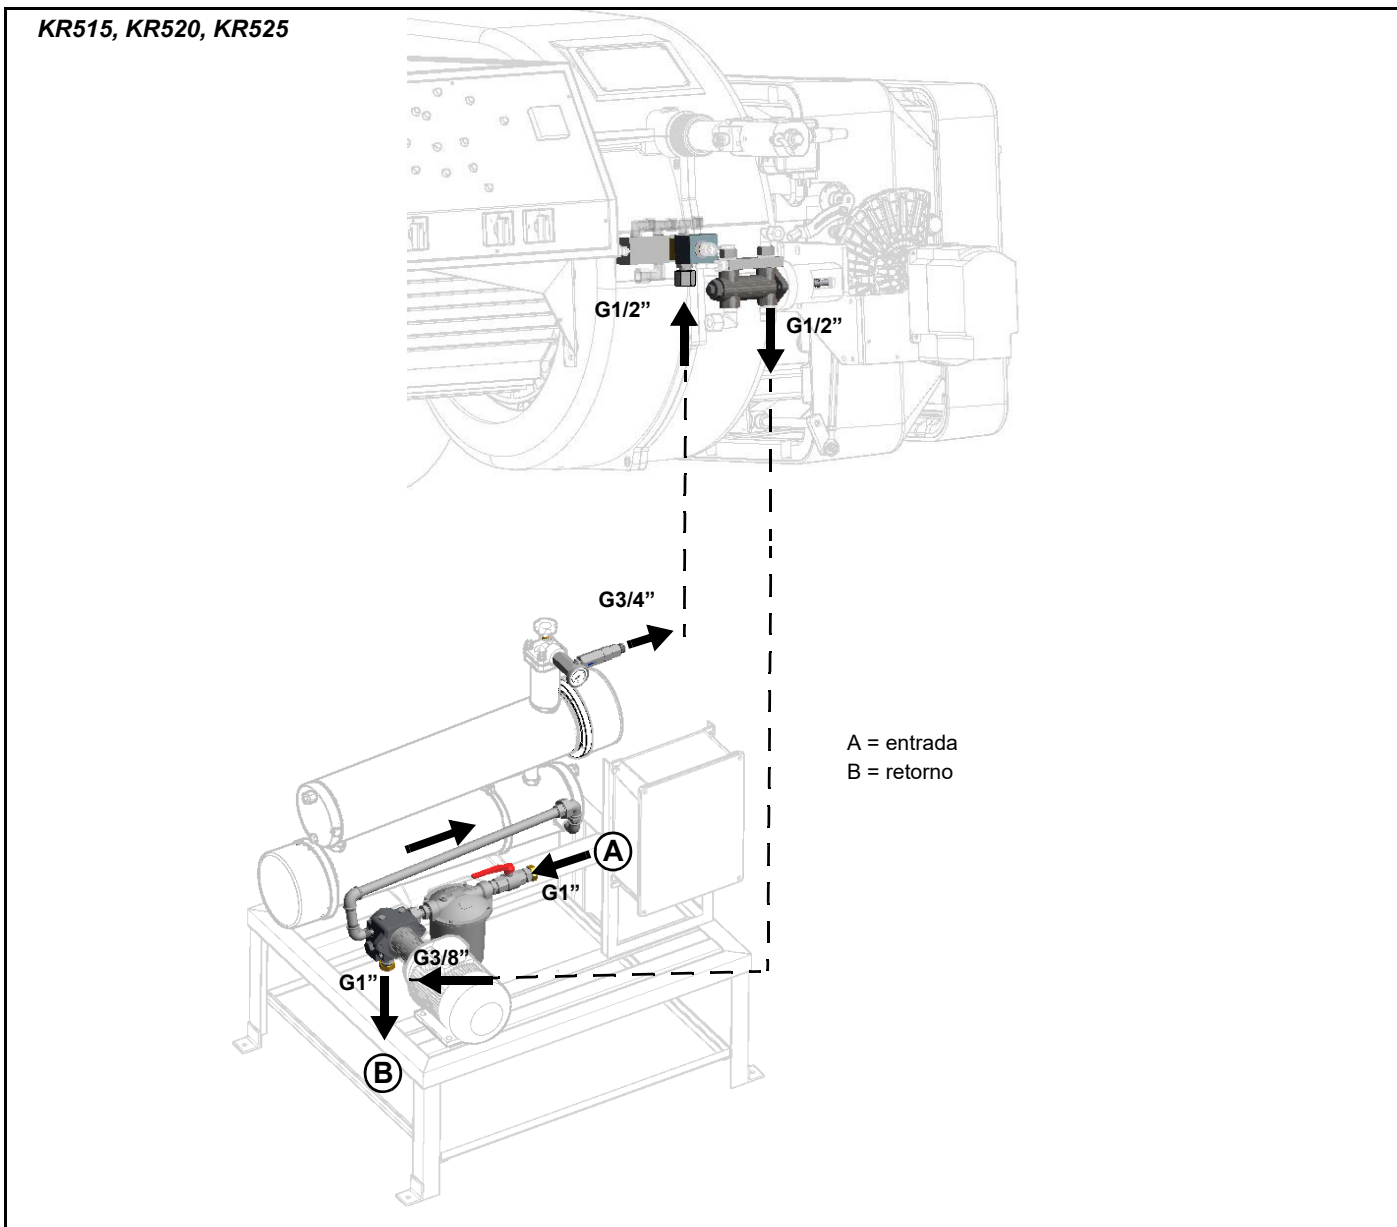 KR515, KR520, KR525
G1/2”
G1/2”
G3/4”
A = entrada
B = retorno
A
G1”
G3/8”
G1”
B